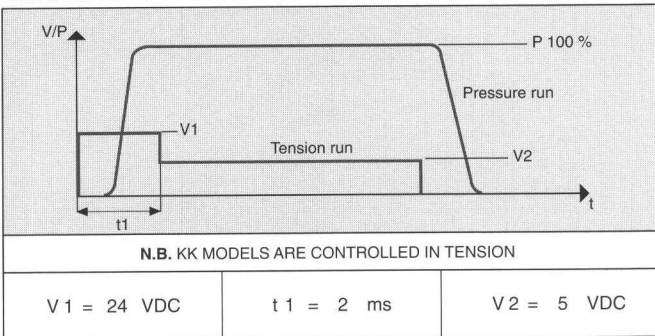 V/P
P 100 %
Pressure run
V1
Tension run
V2
t
t1
N.B. KK MODELS ARE CONTROLLED IN TENSION
V 1 = 24 VDC
t 1 = 2 ms
V 2 = 5 VDC